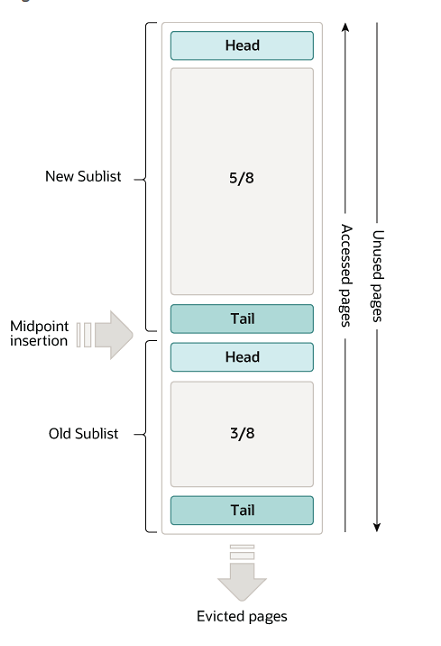 Head
New Sublist
5/8
Accessed pages
Unused pages
Tail
Midpoint
insertion
Head
Old Sublist
3/8
Tail
Evicted pages